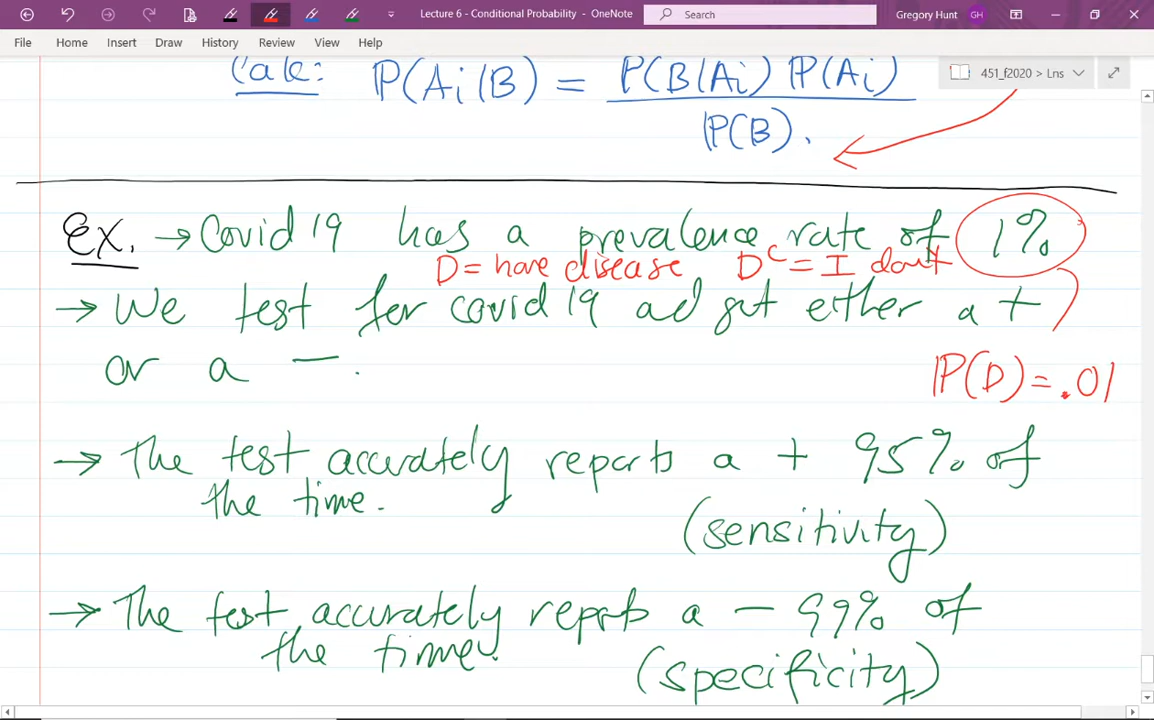 Lecture 6 - Conditional Probability - OneNote
Search
Gregory Hunt GH
File Home Insert Draw History Review View Help
451_f2020 > Lns
Calc: P(Ai|B) = P(B|Ai) P(Ai)
P(B).
Ex. → Covid 19 has a prevalence rate of 1%
D = have disease D^c = I don't
→ We test for covid 19 ad get either a +
or a - .
P(D) = .01
→ The test accurately reports a + 95% of
the time.
(sensitivity)
→ The test accurately reports a - 99% of
the time.
(specificity)